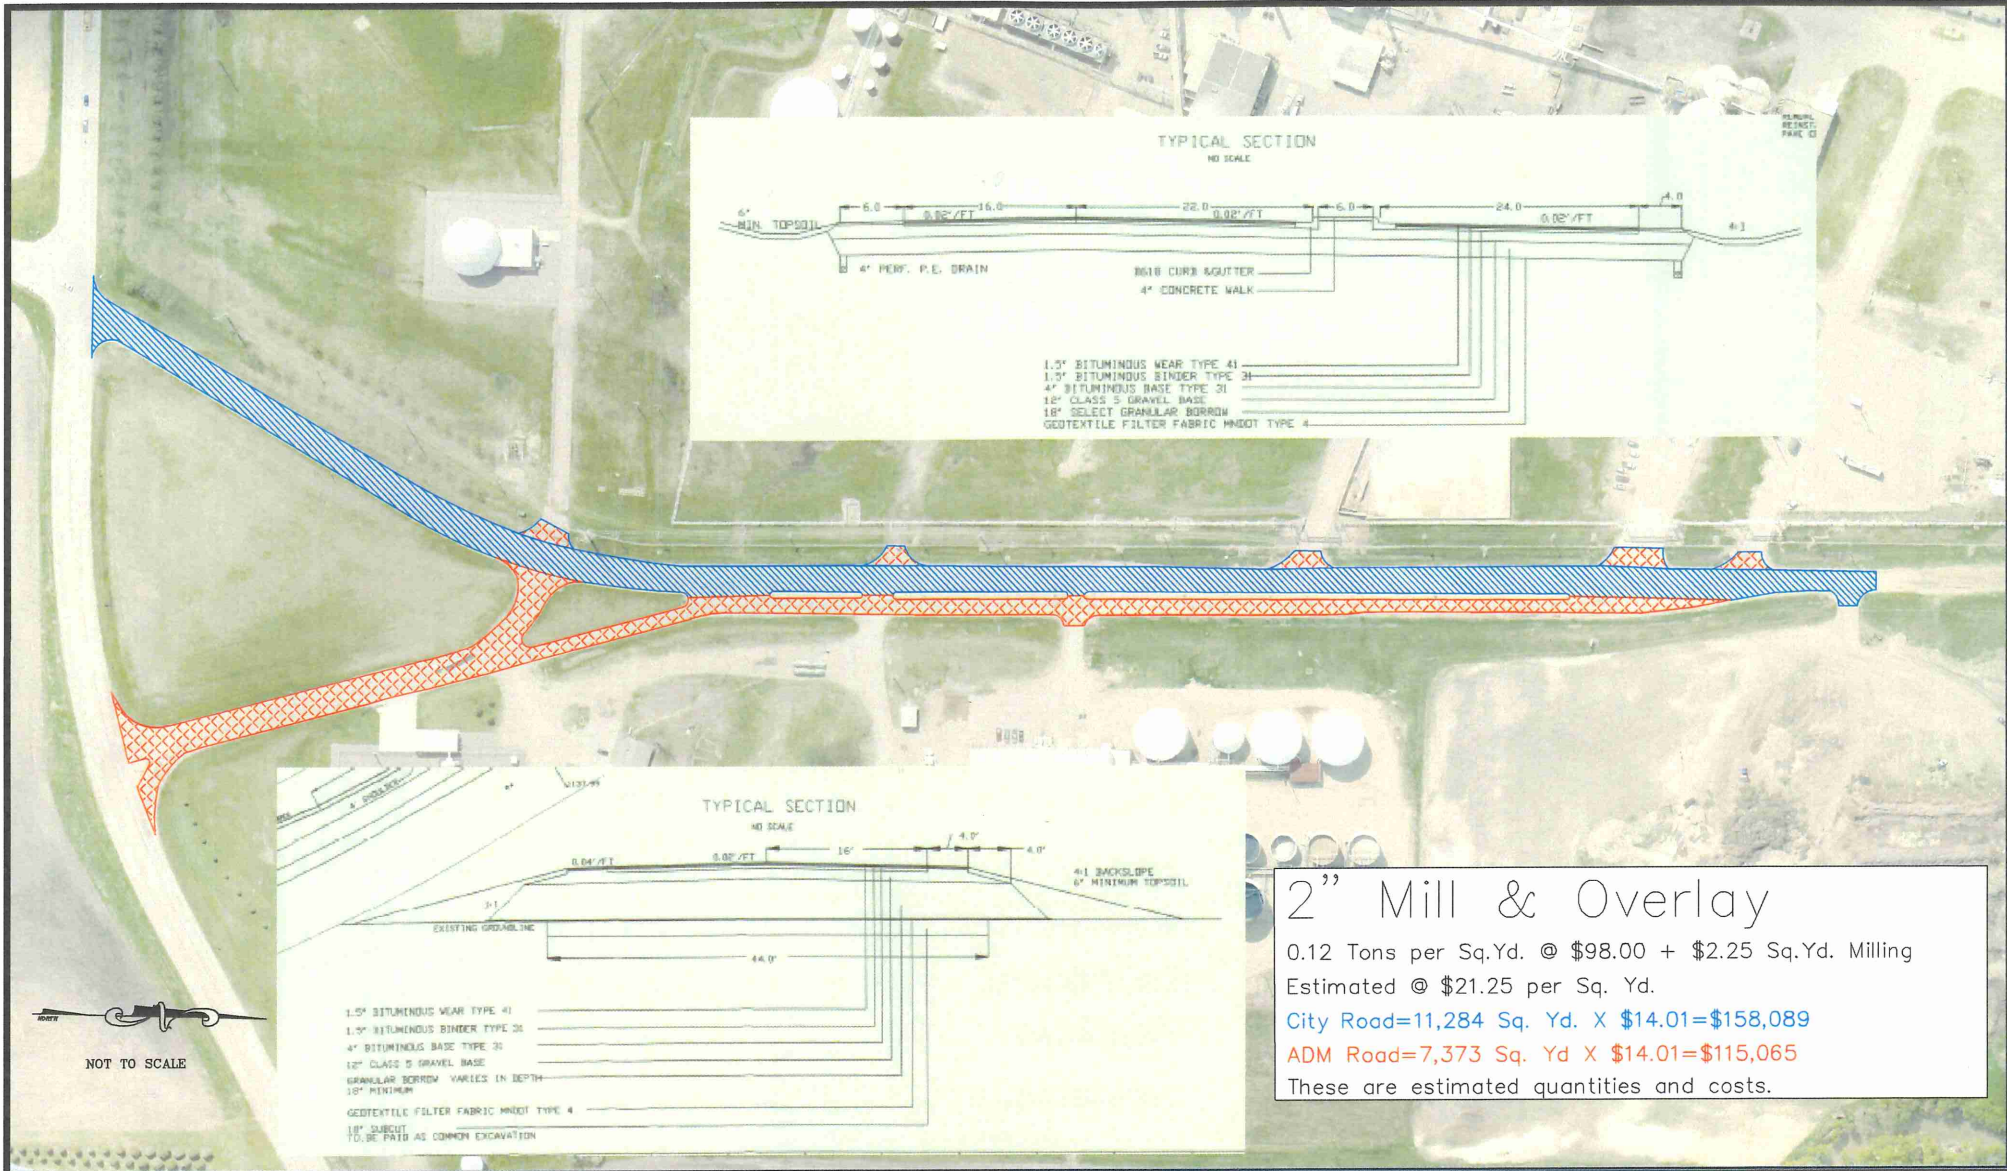 TYPICAL SECTION
NO SCALE
6"
MIN. TOPSOIL
6.0
16.0
22.0
6.0
24.0
4.0
0.02'/FT
0.02'/FT
0.02'/FT
4:1
4" PERF. P.E. DRAIN
B618 CURB &GUTTER
4" CONCRETE WALK
1.5" BITUMINOUS WEAR TYPE 41
1.5" BITUMINOUS BINDER TYPE 31
4" BITUMINOUS BASE TYPE 31
12" CLASS 5 GRAVEL BASE
18" SELECT GRANULAR BORROW
GEOTEXTILE FILTER FABRIC MNDOT TYPE 4
4' SHOULDER
TYPICAL SECTION
NO SCALE
16'
4.0'
4.0'
0.04'/FT
0.02'/FT
4:1 BACKSLOPE
6" MINIMUM TOPSOIL
EXISTING GROUNDLINE
44.0'
1.5" BITUMINOUS WEAR TYPE 41
1.5" BITUMINOUS BINDER TYPE 31
4" BITUMINOUS BASE TYPE 31
12" CLASS 5 GRAVEL BASE
GRANULAR BORROW VARIES IN DEPTH
18" MINIMUM
GEOTEXTILE FILTER FABRIC MNDOT TYPE 4
18" SUBCUT
TO BE PAID AS COMMON EXCAVATION
NORTH
NOT TO SCALE
2" Mill & Overlay
0.12 Tons per Sq.Yd. @ $98.00 + $2.25 Sq.Yd. Milling
Estimated @ $21.25 per Sq. Yd.
City Road=11,284 Sq. Yd. X $14.01=$158,089
ADM Road=7,373 Sq. Yd X $14.01=$115,065
These are estimated quantities and costs.